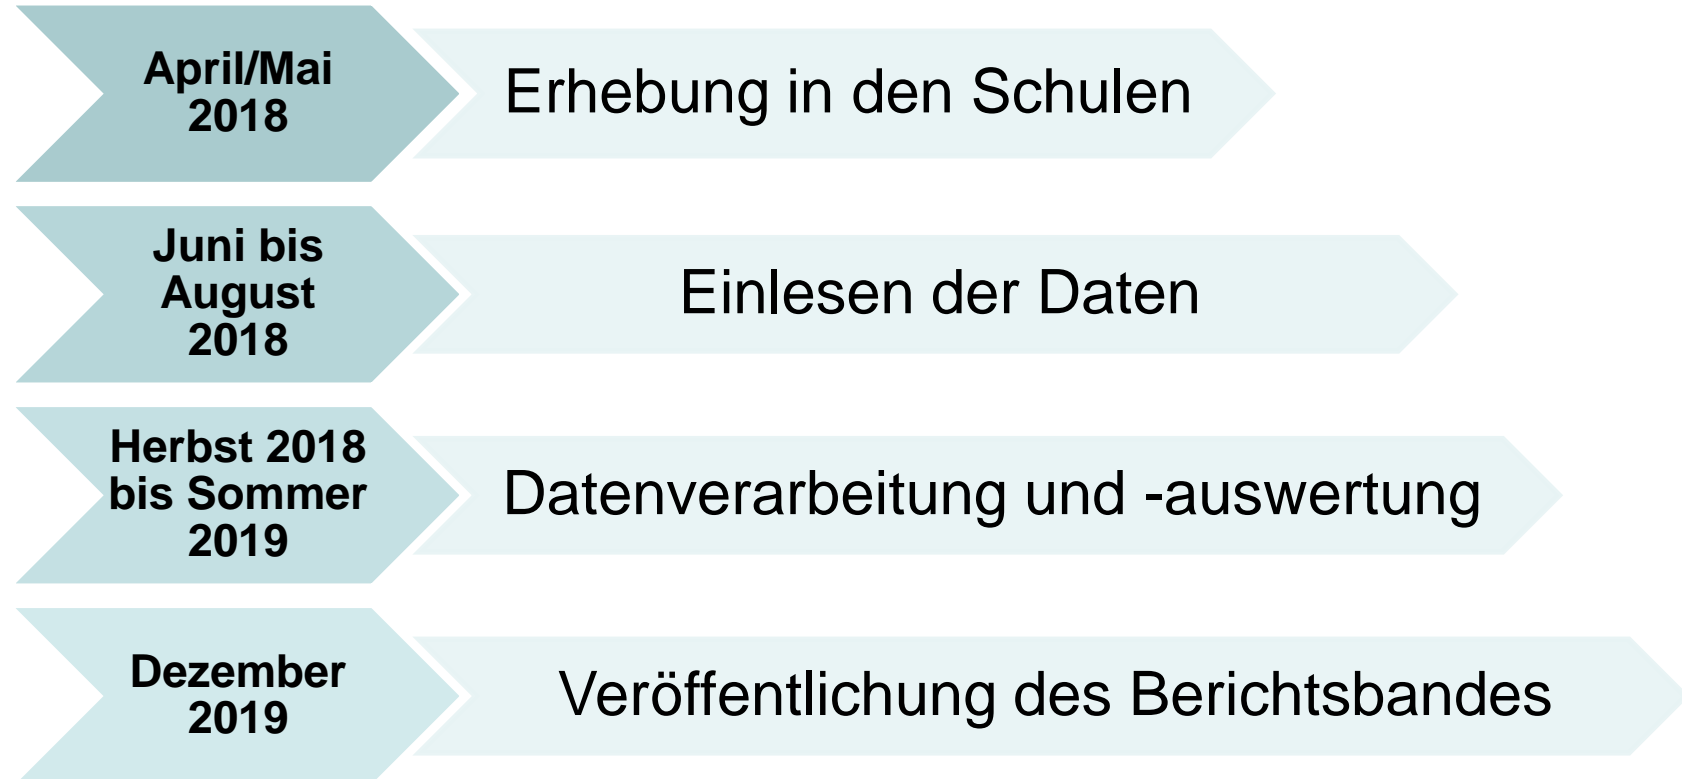 April/Mai
2018
Erhebung in den Schulen
Juni bis
August
2018
Einlesen der Daten
Herbst 2018
bis Sommer
2019
Datenverarbeitung und -auswertung
Dezember
2019
Veröffentlichung des Berichtsbandes